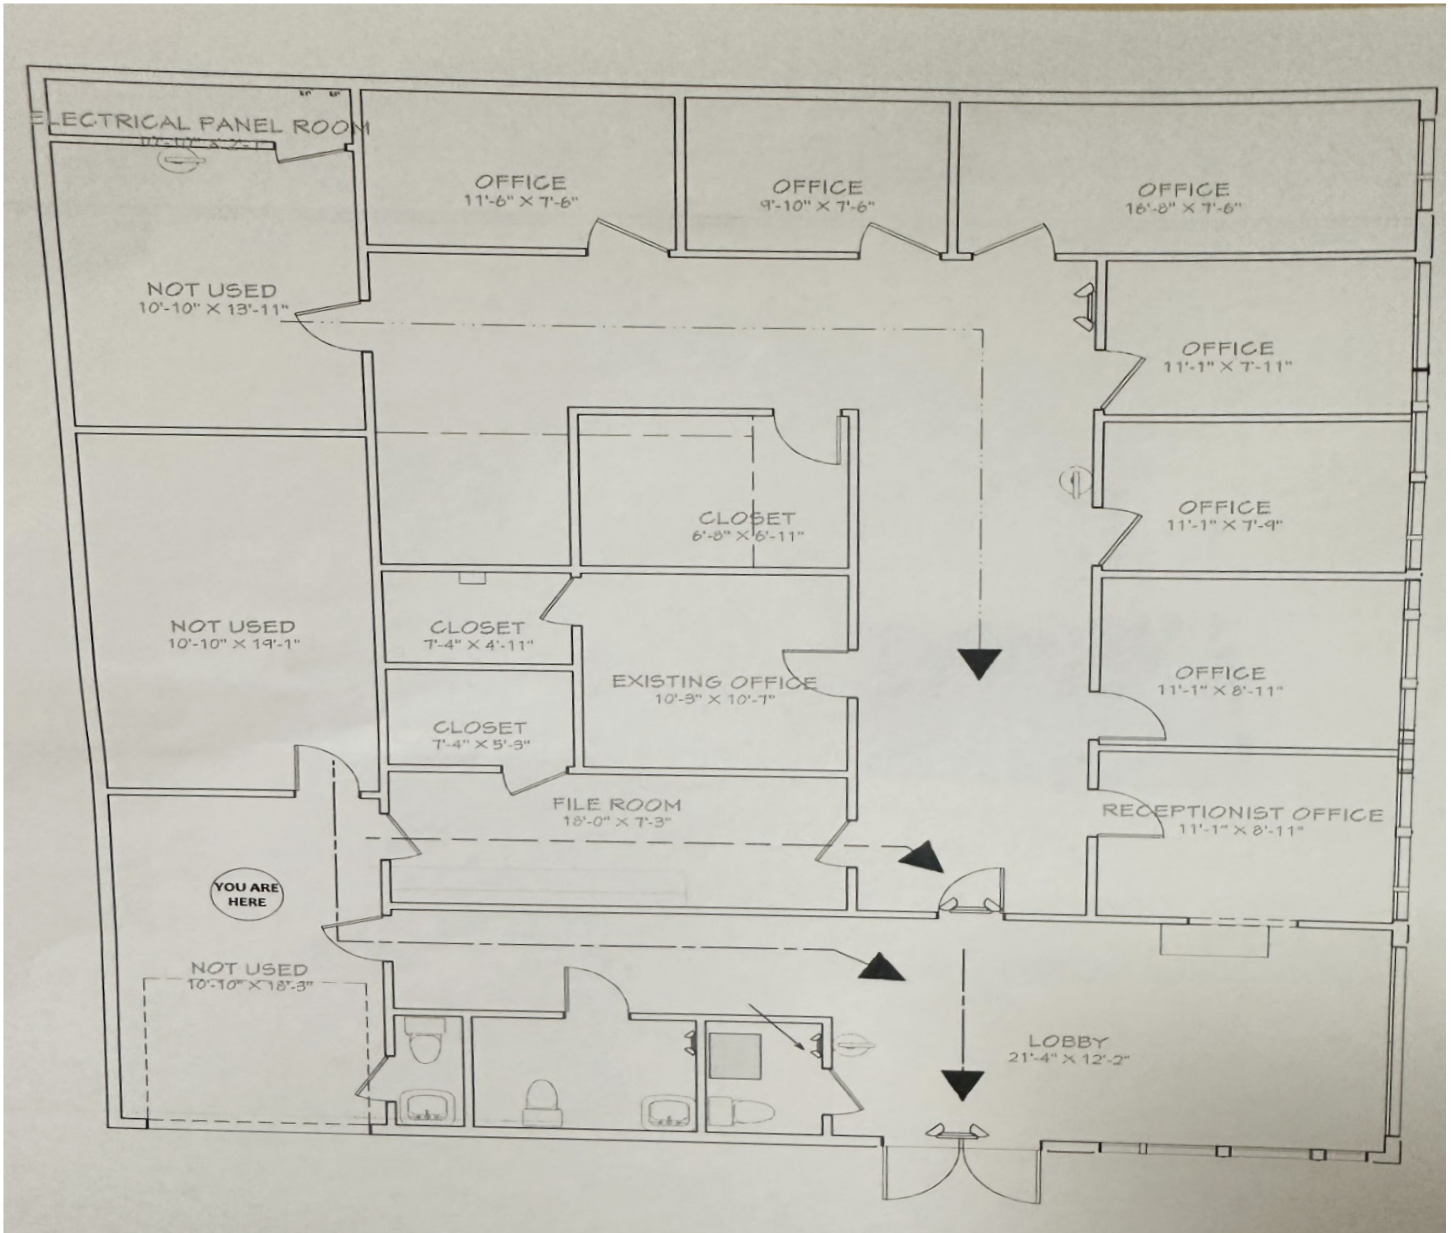 ELECTRICAL PANEL ROOM
OFFICE
11'-6" X 7'-6"
OFFICE
9'-10" X 7'-6"
OFFICE
16'-8" X 7'-6"
NOT USED
10'-10" X 13'-11"
OFFICE
11'-1" X 7'-11"
CLOSET
6'-8" X 6'-11"
OFFICE
11'-1" X 7'-9"
NOT USED
10'-10" X 19'-1"
CLOSET
7'-4" X 4'-11"
EXISTING OFFICE
10'-3" X 10'-7"
OFFICE
11'-1" X 8'-11"
CLOSET
7'-4" X 5'-3"
FILE ROOM
18'-0" X 7'-3"
RECEPTIONIST OFFICE
11'-1" X 8'-11"
YOU ARE
HERE
NOT USED
10'-10" X 18'-3"
LOBBY
21'-4" X 12'-2"